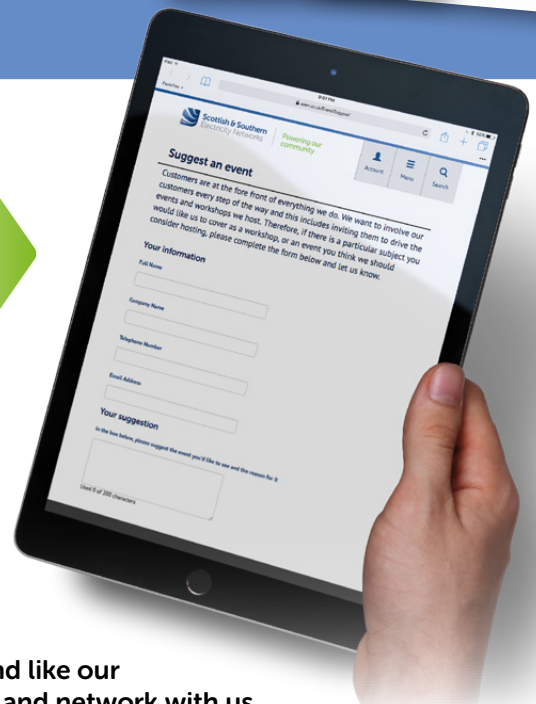 iPad
9:41 PM
Favorites
Scottish & Southern
Electricity Networks
Powering our
community
Account
Menu
Search
Suggest an event
Customers are at the fore front of everything we do. We want to involve our
customers every step of the way and this includes inviting them to drive the
events and workshops we host. Therefore, if there is a particular subject you
would like us to cover as a workshop, or an event you think we should
consider hosting, please complete the form below and let us know.
Your information
Full Name
Company Name
Telephone Number
Email Address
Your suggestion
In the box below, please suggest the event you'd like to see and the reason for it
Used 0 of 200 characters
nd like our
and network with us